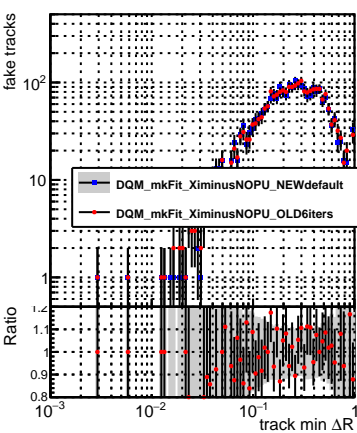 fake tracks
10²
10
1
DQM_mkFit_XiminusNOPU_NEWdefault
DQM_mkFit_XiminusNOPU_OLD6iters
Ratio
1.2
1.1
1
0.9
0.8
10⁻³ 10⁻² 10⁻¹ 1
track min ΔR